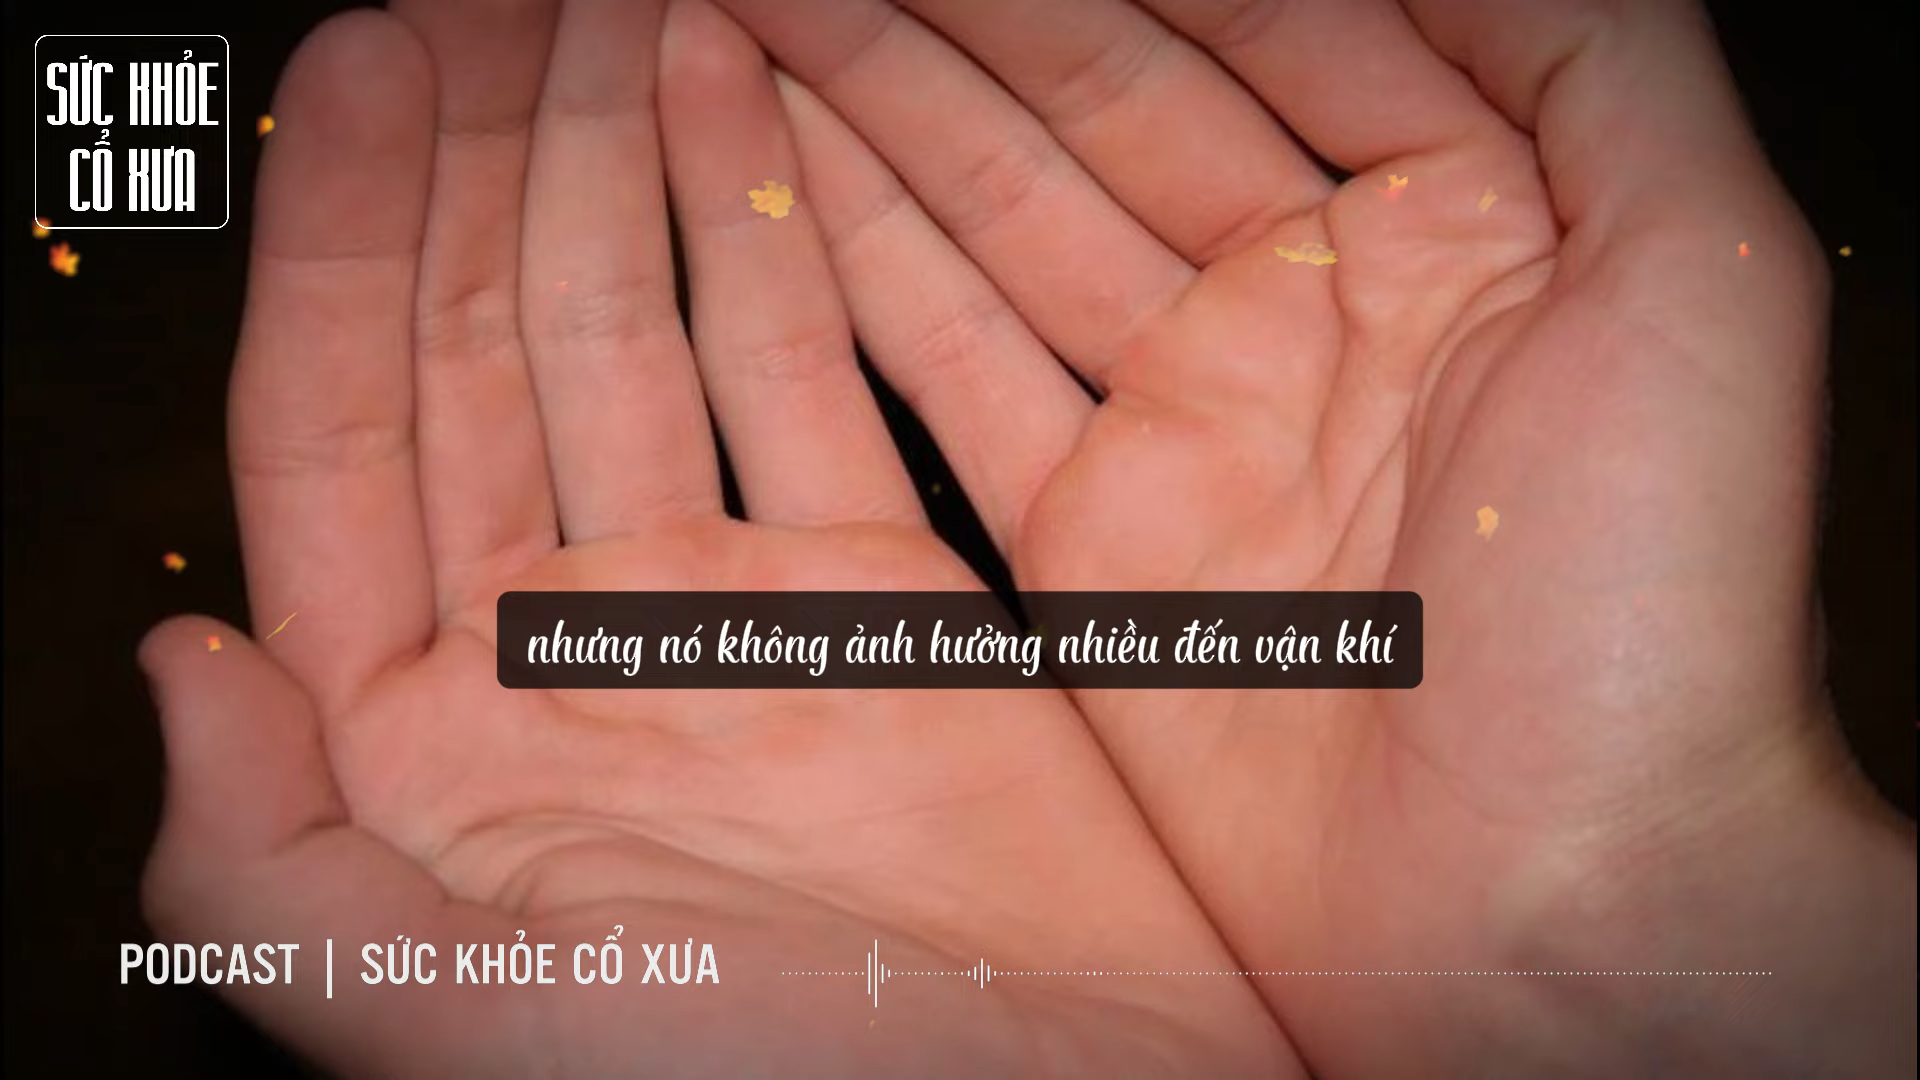 SỨC KHỎE
CỔ XƯA
nhưng nó không ảnh hưởng nhiều đến vận khí
PODCAST | SỨC KHỎE CỔ XƯA